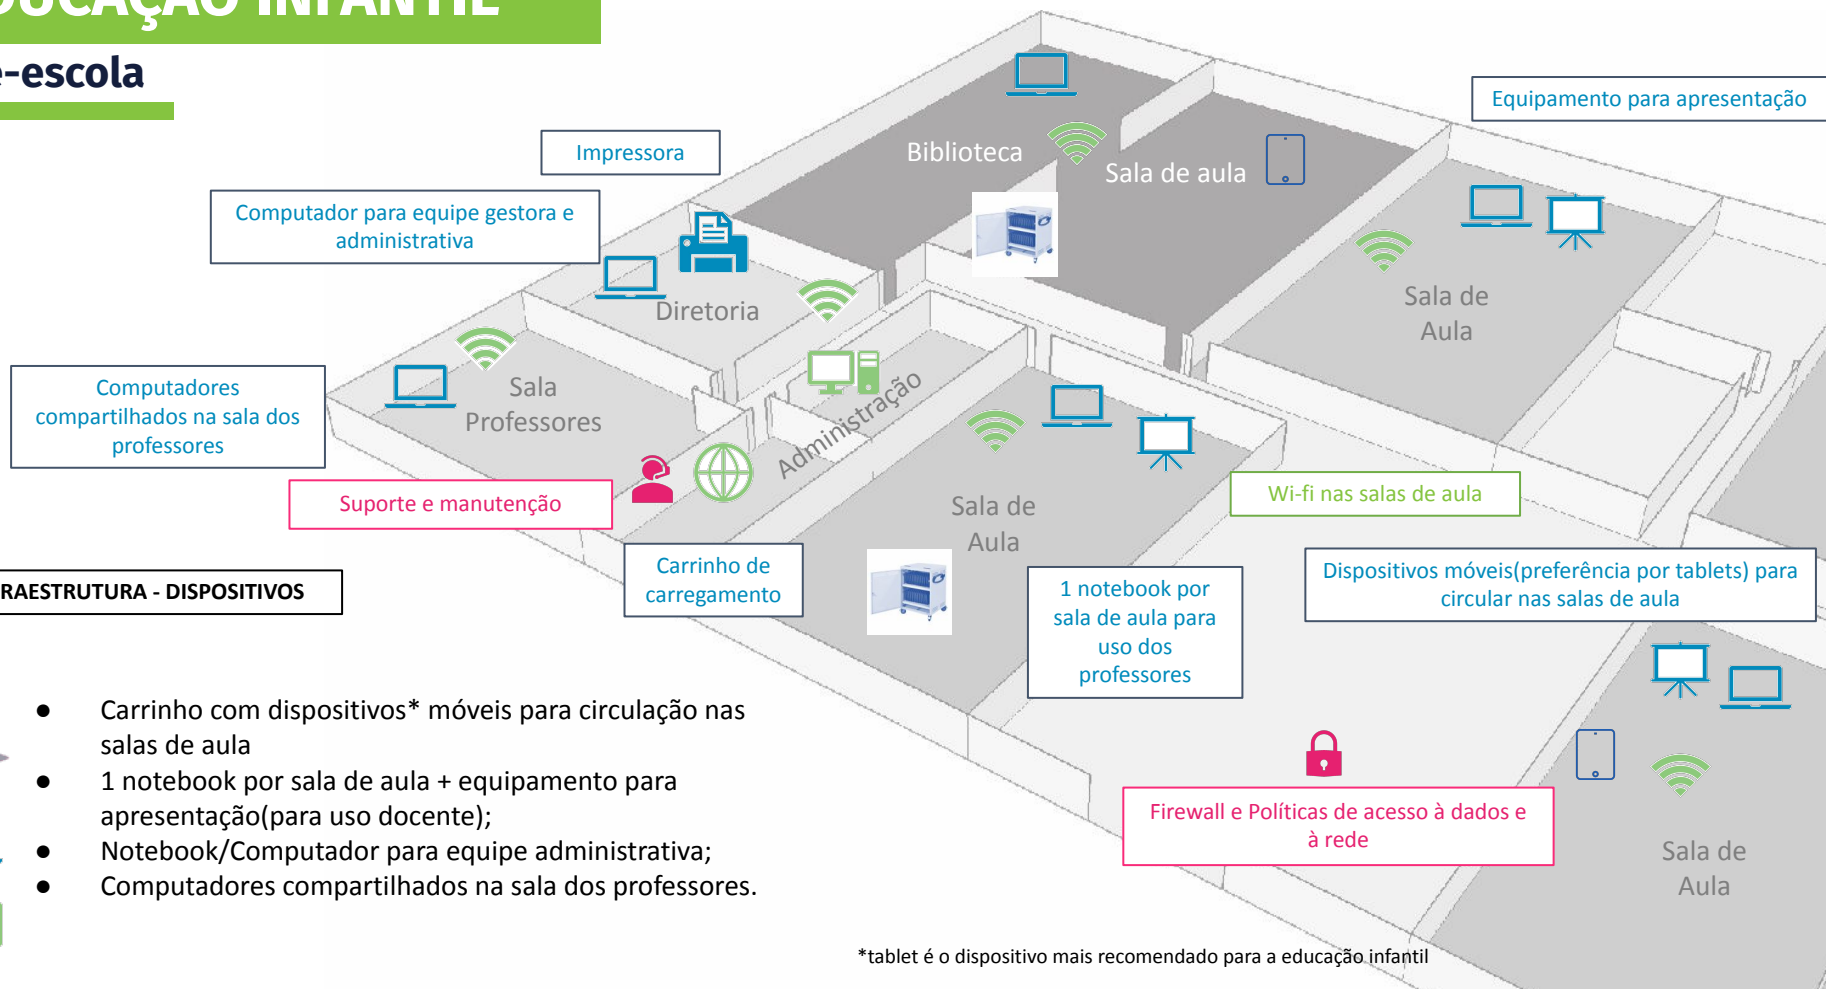 DUCAÇÃO INFANTIL
e-escola
Equipamento para apresentação
Impressora
Biblioteca
Sala de aula
Computador para equipe gestora e
administrativa
Diretoria
Sala de
Aula
Computadores
compartilhados na sala dos
professores
Sala
Professores
Administração
Suporte e manutenção
Wi-fi nas salas de aula
Sala de
Aula
Carrinho de
carregamento
RAESTRUTURA - DISPOSITIVOS
1 notebook por
sala de aula para
uso dos
professores
Dispositivos móveis(preferência por tablets) para
circular nas salas de aula
● Carrinho com dispositivos* móveis para circulação nas
salas de aula
● 1 notebook por sala de aula + equipamento para
apresentação(para uso docente);
● Notebook/Computador para equipe administrativa;
● Computadores compartilhados na sala dos professores.
Firewall e Políticas de acesso à dados e
à rede
Sala de
Aula
*tablet é o dispositivo mais recomendado para a educação infantil